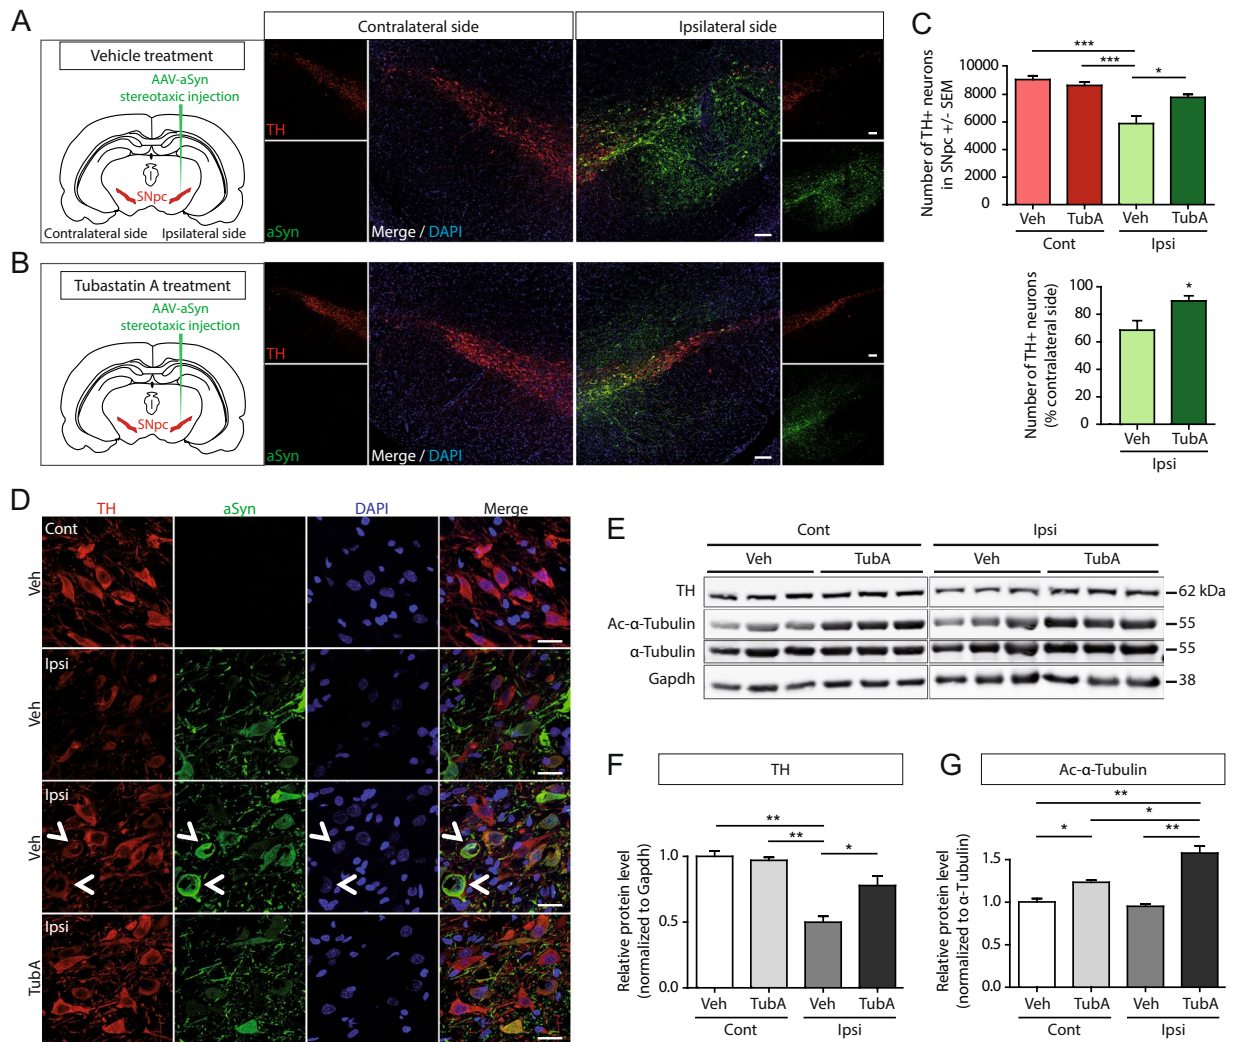 A
Contralateral side
Ipsilateral side
Vehicle treatment
AAV-aSyn
stereotaxic injection
SNpc
Contralateral side
Ipsilateral side
TH
aSyn
Merge / DAPI
B
Tubastatin A treatment
AAV-aSyn
stereotaxic injection
SNpc
Contralateral side
Ipsilateral side
TH
aSyn
Merge / DAPI
C
Number of TH+ neurons
in SNpc +/- SEM
10000
8000
6000
4000
2000
0
***
***
*
Veh
TubA
Veh
TubA
Cont
Ipsi
Number of TH+ neurons
(% contralateral side)
100
80
60
40
20
0
*
Veh
TubA
Ipsi
D
TH
aSyn
DAPI
Merge
Cont
Veh
Ipsi
Veh
Ipsi
Veh
Ipsi
TubA
E
Cont
Ipsi
Veh
TubA
Veh
TubA
TH
62 kDa
Ac-α-Tubulin
55
α-Tubulin
55
Gapdh
38
F
TH
Relative protein level
(normalized to Gapdh)
1.0
0.5
0.0
**
**
*
Veh
TubA
Veh
TubA
Cont
Ipsi
G
Ac-α-Tubulin
Relative protein level
(normalized to α-Tubulin)
1.5
1.0
0.0
**
*
*
**
Veh
TubA
Veh
TubA
Cont
Ipsi